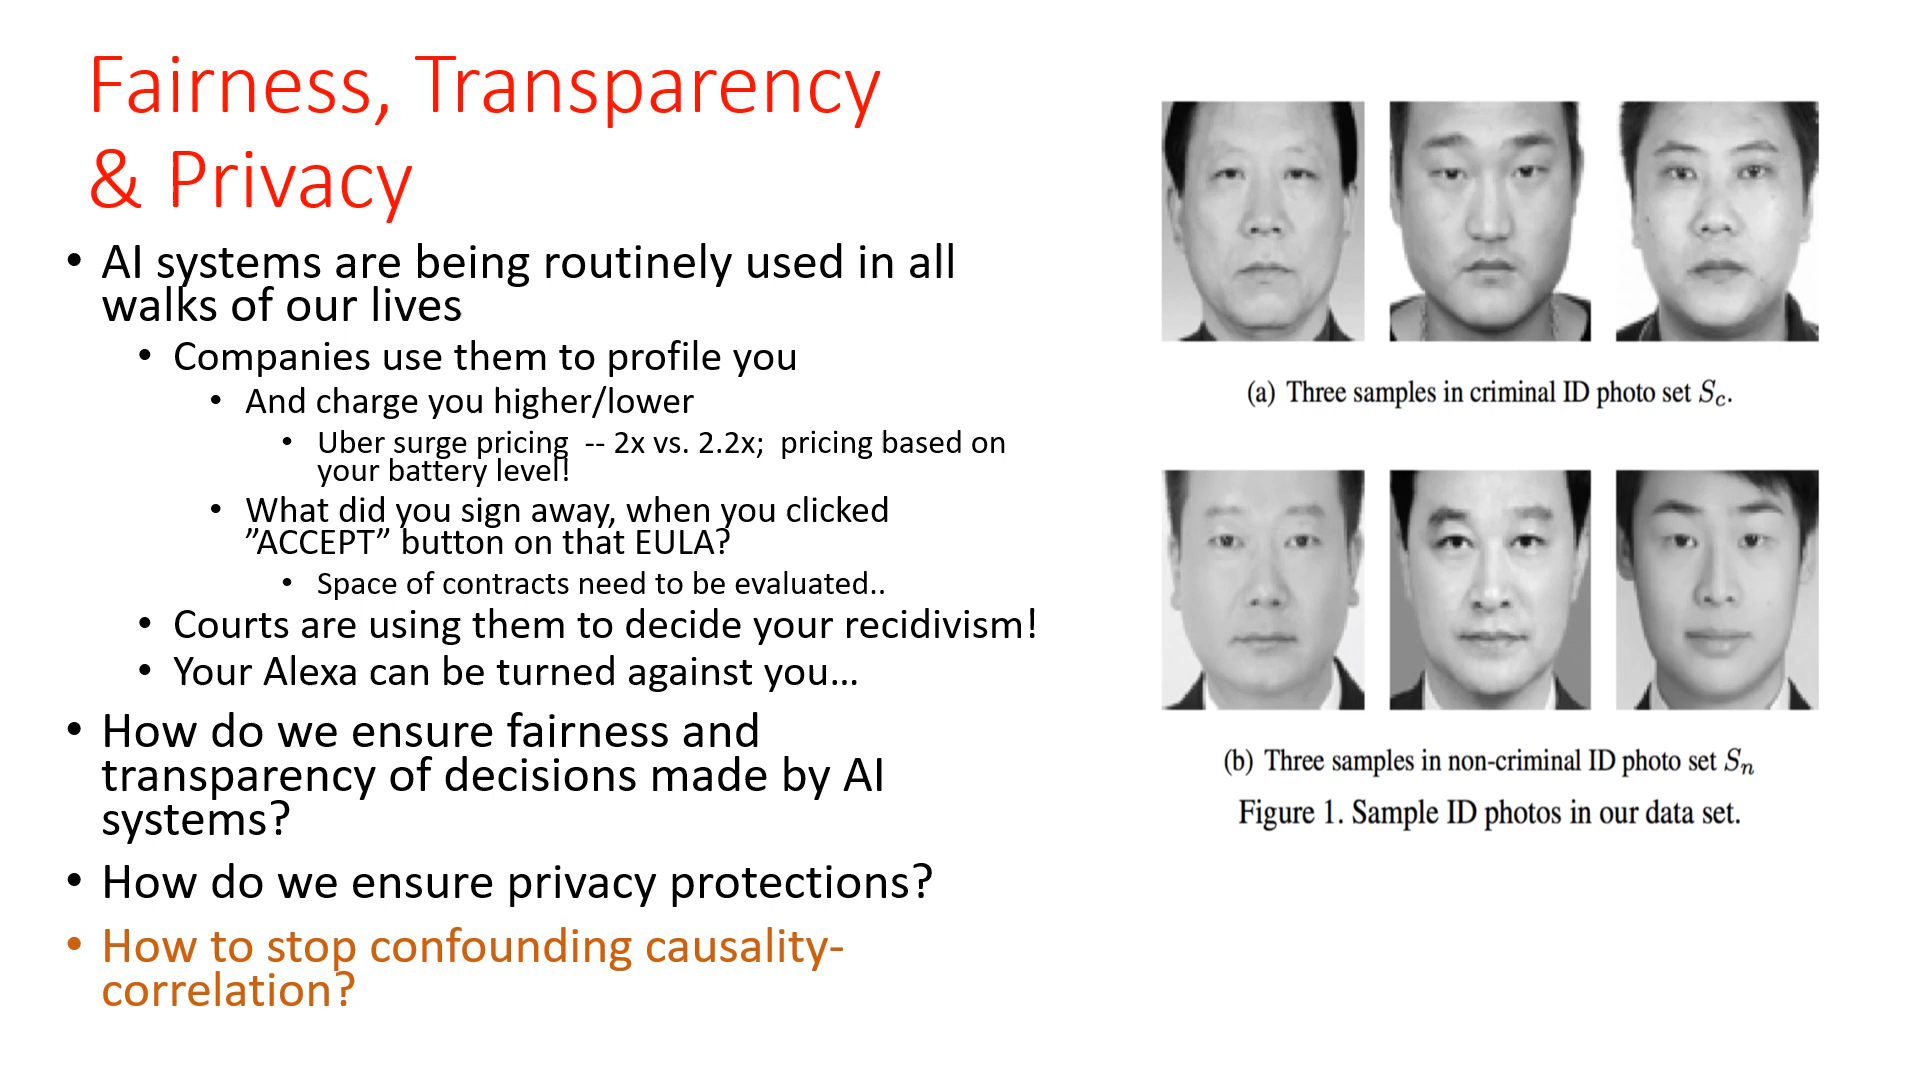 Fairness, Transparency
& Privacy
• AI systems are being routinely used in all
walks of our lives
• Companies use them to profile you
• And charge you higher/lower
• Uber surge pricing -- 2x vs. 2.2x; pricing based on
your battery level!
• What did you sign away, when you clicked
”ACCEPT” button on that EULA?
• Space of contracts need to be evaluated..
• Courts are using them to decide your recidivism!
• Your Alexa can be turned against you…
• How do we ensure fairness and
transparency of decisions made by AI
systems?
• How do we ensure privacy protections?
• How to stop confounding causality-
correlation?
(a) Three samples in criminal ID photo set Sc.
(b) Three samples in non-criminal ID photo set Sn
Figure 1. Sample ID photos in our data set.